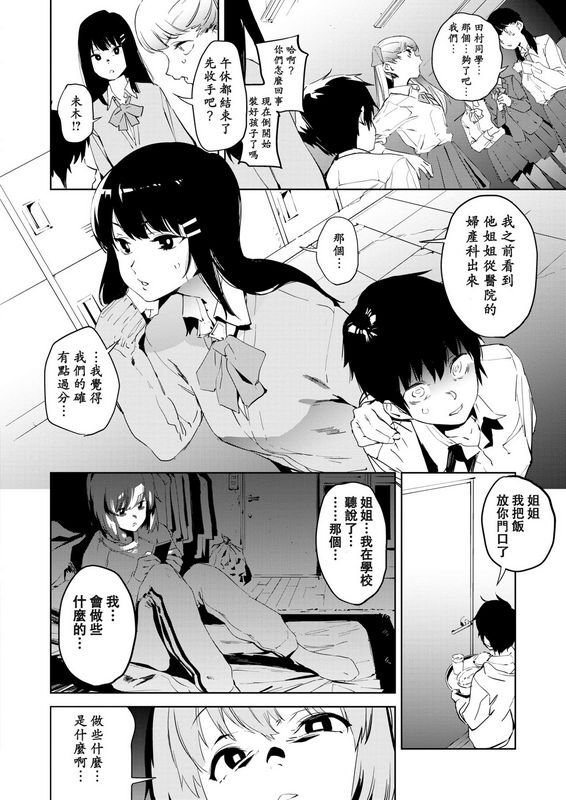 田村同學…
那個…夠了吧…
我們…
哈啊？
你們怎麼回事
現在倒開始
裝好孩子了嗎
午休都結束了
先收手吧？
未木!?
我之前看到
他姐姐從醫院的
婦產科出來
那個…
…我覺得
我們的確
有點過分…
姐姐
我把飯
放你門口了
姐姐…我在學校
聽說了…
……那個…
我…
會做些
什麼的…
做些什麼…
是什麼啊…